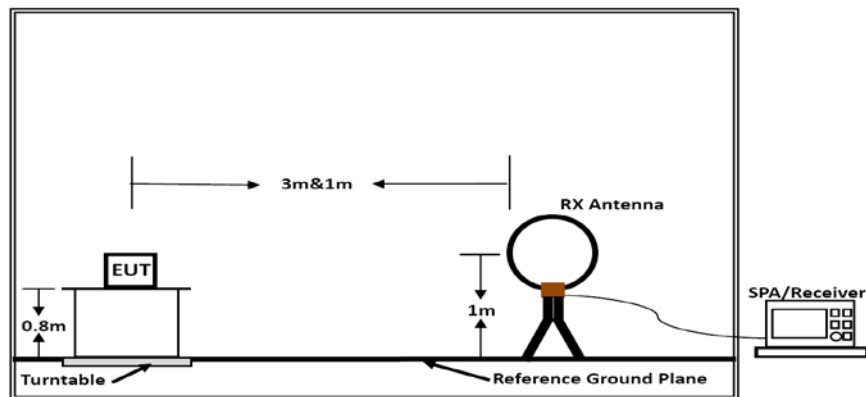 3m&1m
RX Antenna
EUT
SPA/Receiver
0.8m
1m
Turntable
Reference Ground Plane